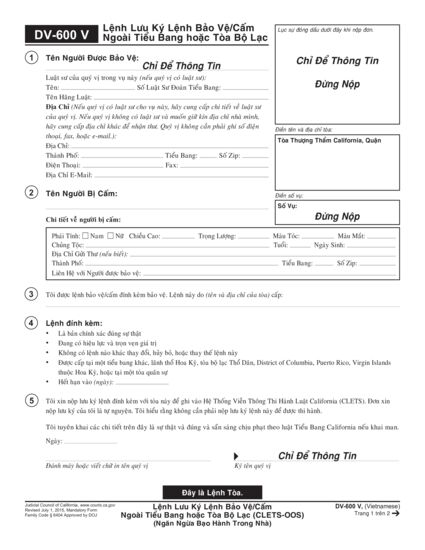 DV-600 V
Lệnh Lưu Ký Lệnh Bảo Vệ/Cấm
Ngoài Tiểu Bang hoặc Tòa Bộ Lạc
Lục sự đóng dấu dưới đây khi nộp đơn.
Chỉ Để Thông Tin
Đừng Nộp
1 Tên Người Được Bảo Vệ:
Chỉ Để Thông Tin
Luật sư của quý vị trong vụ này (nếu quý vị có luật sư):
Tên: Số Luật Sư Đoàn Tiểu Bang:
Tên Hãng Luật:
Địa Chỉ (Nếu quý vị có luật sư cho vụ này, hãy cung cấp chi tiết về luật sư
của quý vị. Nếu quý vị không có luật sư và muốn giữ kín địa chỉ nhà mình,
hãy cung cấp địa chỉ khác để nhận thư. Quý vị không cần phải ghi số điện
thoại, fax, hoặc e-mail.):
Địa Chỉ:
Thành Phố: Tiểu Bang: Số Zip:
Điện Thoại: Fax:
Địa Chỉ E-Mail:
Điền tên và địa chỉ tòa:
Tòa Thượng Thẩm California, Quận
2 Tên Người Bị Cấm:
Điền số vụ:
Số Vụ:
Đừng Nộp
Chi tiết về người bị cấm:
Phái Tính: Nam Nữ Chiều Cao: Trọng Lượng: Màu Tóc: Màu Mắt:
Chủng Tộc: Tuổi: Ngày Sinh:
Địa Chỉ Gửi Thư (nếu biết):
Thành Phố: Tiểu Bang: Số Zip:
Liên Hệ với Người được bảo vệ:
3 Tôi được lệnh bảo vệ/cấm đính kèm bảo vệ. Lệnh này do (tên và địa chỉ của tòa) cấp:
4 Lệnh đính kèm:
• Là bản chính xác đúng sự thật
• Đang có hiệu lực và trọn vẹn giá trị
• Không có lệnh nào khác thay đổi, hủy bỏ, hoặc thay thế lệnh này
• Được cấp tại một tiểu bang khác, lãnh thổ Hoa Kỳ, tòa bộ lạc Thổ Dân, District of Columbia, Puerto Rico, Virgin Islands
thuộc Hoa Kỳ, hoặc tại một tòa quân sự
• Hết hạn vào (ngày):
5 Tôi xin nộp lưu ký lệnh đính kèm với tòa này để ghi vào Hệ Thống Viễn Thông Thi Hành Luật California (CLETS). Đơn xin
nộp lưu ký của tôi là tự nguyện. Tôi hiểu rằng không cần phải nộp lưu ký lệnh này để được thi hành.
Tôi tuyên khai các chi tiết trên đây là sự thật và đúng và sẵn sàng chịu phạt theo luật Tiểu Bang California nếu khai man.
Ngày:
Chỉ Để Thông Tin
Đánh máy hoặc viết chữ in tên quý vị Ký tên quý vị
Đây là Lệnh Tòa.
Judicial Council of California, www.courts.ca.gov
Revised July 1, 2015, Mandatory Form
Family Code § 6404 Approved by DOJ
Lệnh Lưu Ký Lệnh Bảo Vệ/Cấm
Ngoài Tiểu Bang hoặc Tòa Bộ Lạc (CLETS-OOS)
(Ngăn Ngừa Bạo Hành Trong Nhà)
DV-600 V, (Vietnamese)
Trang 1 trên 2 →